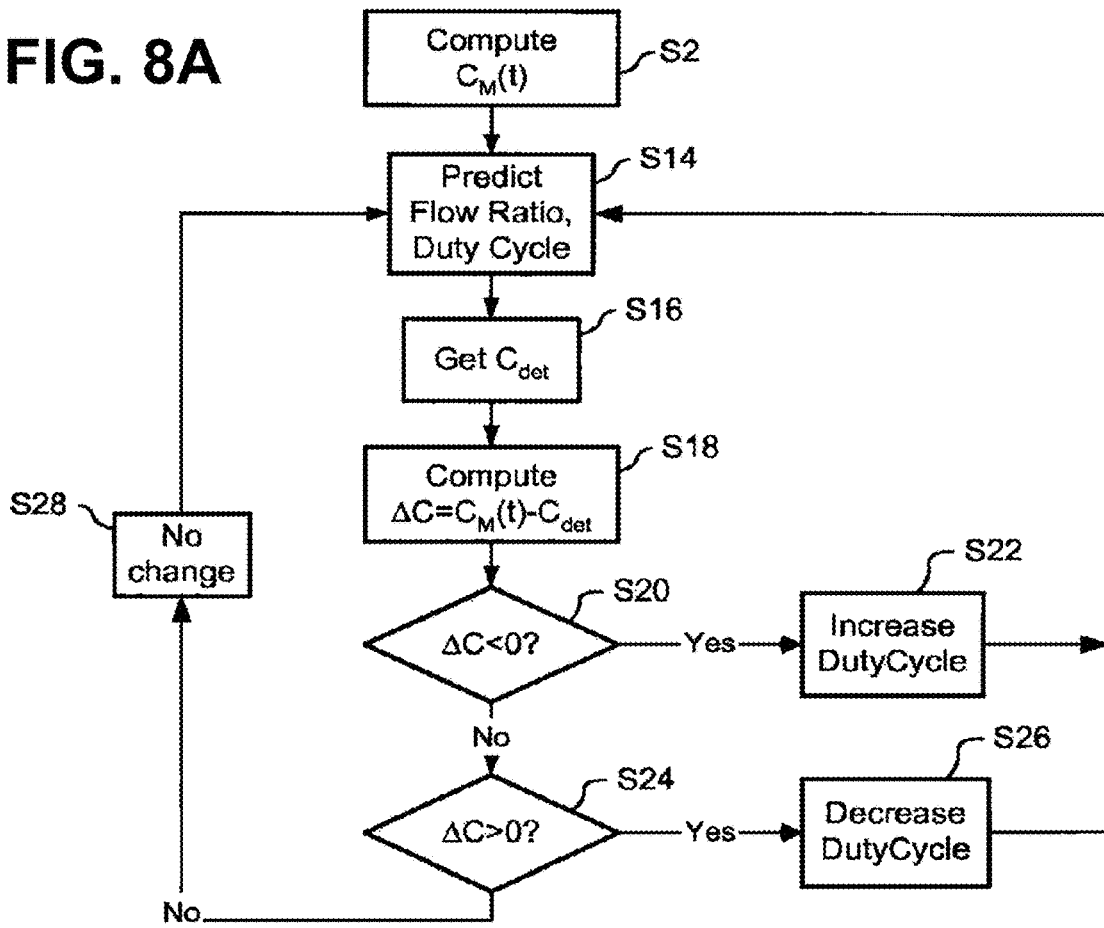 FIG. 8A
Compute
C_M(t)
S2
Predict
Flow Ratio,
Duty Cycle
S14
Get C_det
S16
Compute
ΔC=C_M(t)-C_det
S18
S28
No
change
ΔC<0?
S20
Yes
Increase
DutyCycle
S22
No
ΔC>0?
S24
Yes
Decrease
DutyCycle
S26
No